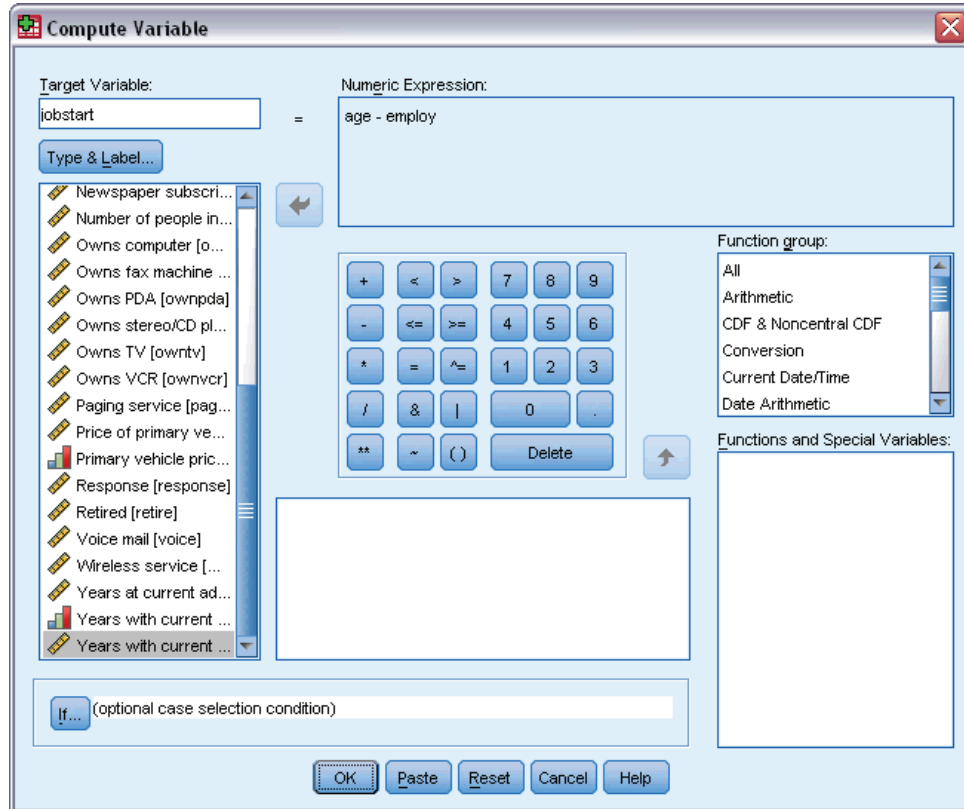 Compute Variable
Target Variable:
jobstart
=
Numeric Expression:
age - employ
Type & Label...
Newspaper subscri...
Number of people in...
Owns computer [o...
Owns fax machine ...
Owns PDA [ownpda]
Owns stereo/CD pl...
Owns TV [owntv]
Owns VCR [ownvcr]
Paging service [pag...
Price of primary ve...
Primary vehicle pric...
Response [response]
Retired [retire]
Voice mail [voice]
Wireless service [...
Years at current ad...
Years with current ...
Years with current ...
+ < > 7 8 9
- <= >= 4 5 6
* = ~= 1 2 3
/ & | 0 .
** ~ ( ) Delete
Function group:
All
Arithmetic
CDF & Noncentral CDF
Conversion
Current Date/Time
Date Arithmetic
Functions and Special Variables:
If... (optional case selection condition)
OK Paste Reset Cancel Help